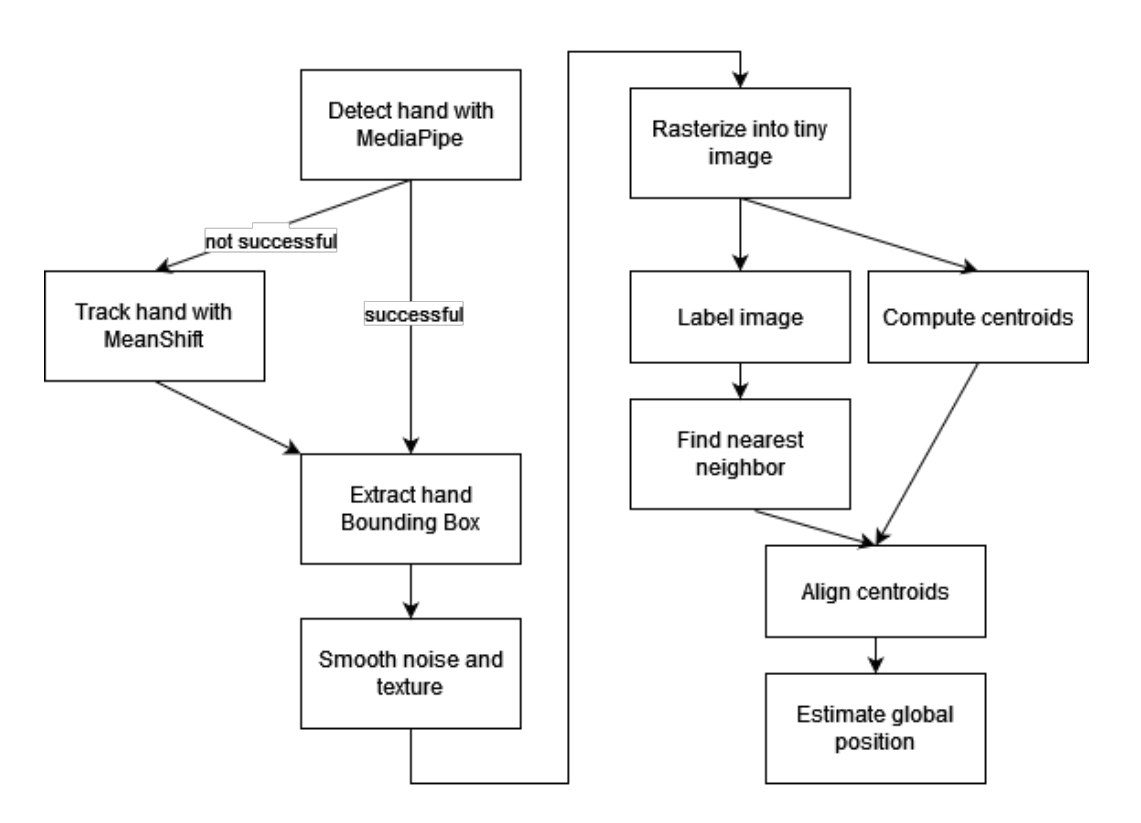 Detect hand with
MediaPipe
not successful
successful
Track hand with
MeanShift
Extract hand
Bounding Box
Smooth noise and
texture
Rasterize into tiny
image
Label image
Compute centroids
Find nearest
neighbor
Align centroids
Estimate global
position